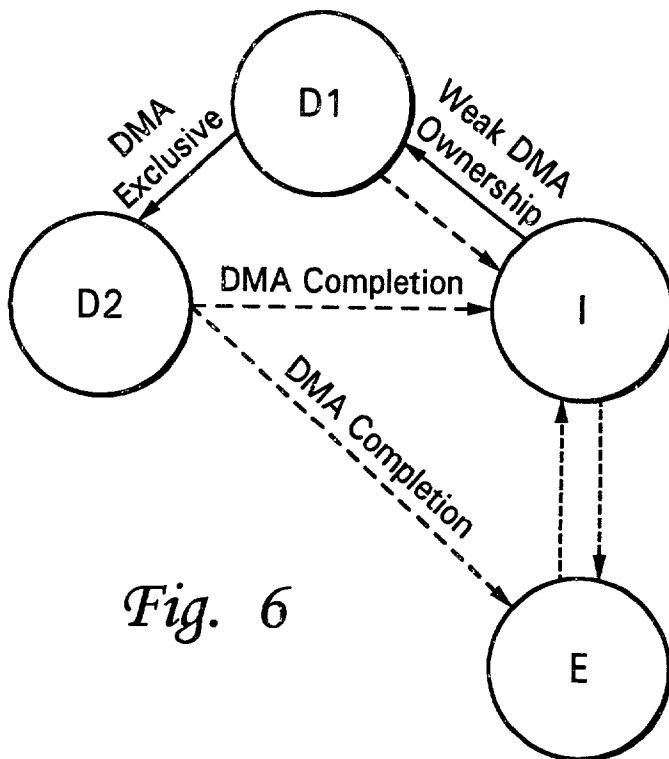 D1
DMA
Exclusive
Weak DMA
Ownership
D2
DMA Completion
I
DMA Completion
E
Fig. 6